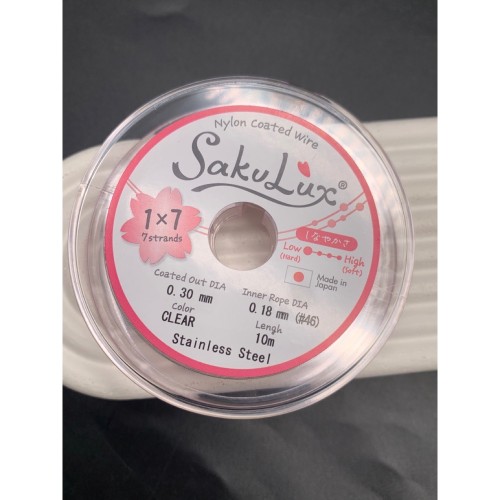 Nylon Coated Wire
SakuLux®
1×7
7strands
しなやかさ
Low High
(Hard) (Soft)
Made in
Japan
Coated Out DIA
0.30 mm
Inner Rope DIA
0.18 mm (#46)
Color
CLEAR
Lengh
10m
Stainless Steel